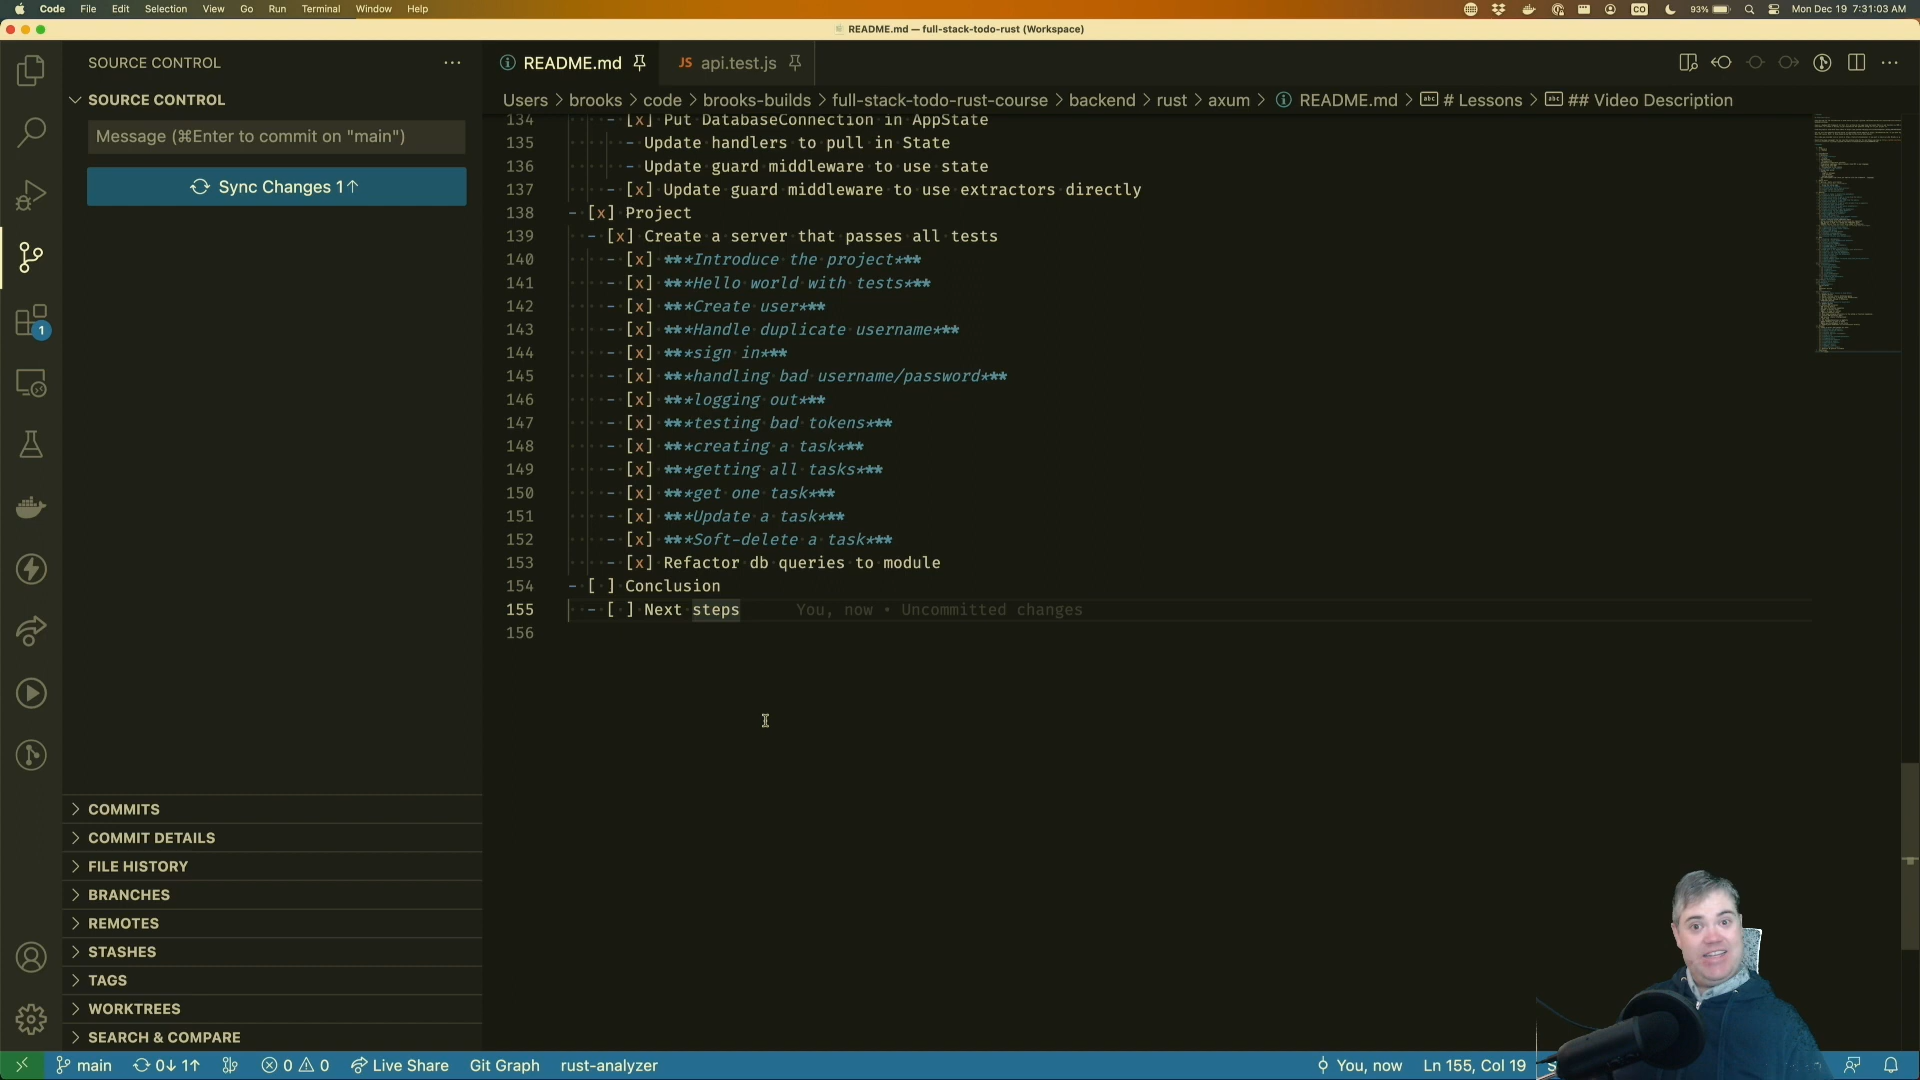 Code File Edit Selection View Go Run Terminal Window Help
CO 93% Mon Dec 19 7:31:03 AM
README.md — full-stack-todo-rust (Workspace)
SOURCE CONTROL
README.md
JS api.test.js
SOURCE CONTROL
Users > brooks > code > brooks-builds > full-stack-todo-rust-course > backend > rust > axum > README.md > # Lessons > ## Video Description
Message (⌘Enter to commit on "main")
Sync Changes 1↑
134 - [x] Put DatabaseConnection in AppState
135 - Update handlers to pull in State
136 - Update guard middleware to use state
137 - [x] Update guard middleware to use extractors directly
138 - [x] Project
139 - [x] Create a server that passes all tests
140 - [x] ***Introduce the project***
141 - [x] ***Hello world with tests***
142 - [x] ***Create user***
143 - [x] ***Handle duplicate username***
144 - [x] ***sign in***
145 - [x] ***handling bad username/password***
146 - [x] ***logging out***
147 - [x] ***testing bad tokens***
148 - [x] ***creating a task***
149 - [x] ***getting all tasks***
150 - [x] ***get one task***
151 - [x] ***Update a task***
152 - [x] ***Soft-delete a task***
153 - [x] Refactor db queries to module
154 - [ ] Conclusion
155 - [ ] Next steps You, now • Uncommitted changes
156
1
COMMITS
COMMIT DETAILS
FILE HISTORY
BRANCHES
REMOTES
STASHES
TAGS
WORKTREES
SEARCH & COMPARE
main 0↓ 1↑ 0 0 Live Share Git Graph rust-analyzer You, now Ln 155, Col 19